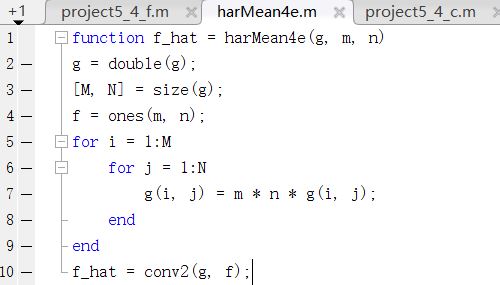 +1 project5_4_f.m × harMean4e.m × project5_4_c.m ×
1 function f_hat = harMean4e(g, m, n)
2 — g = double(g);
3 — [M, N] = size(g);
4 — f = ones(m, n);
5 — for i = 1:M
6 — for j = 1:N
7 — g(i, j) = m * n * g(i, j);
8 — end
9 — end
10 — f_hat = conv2(g, f);